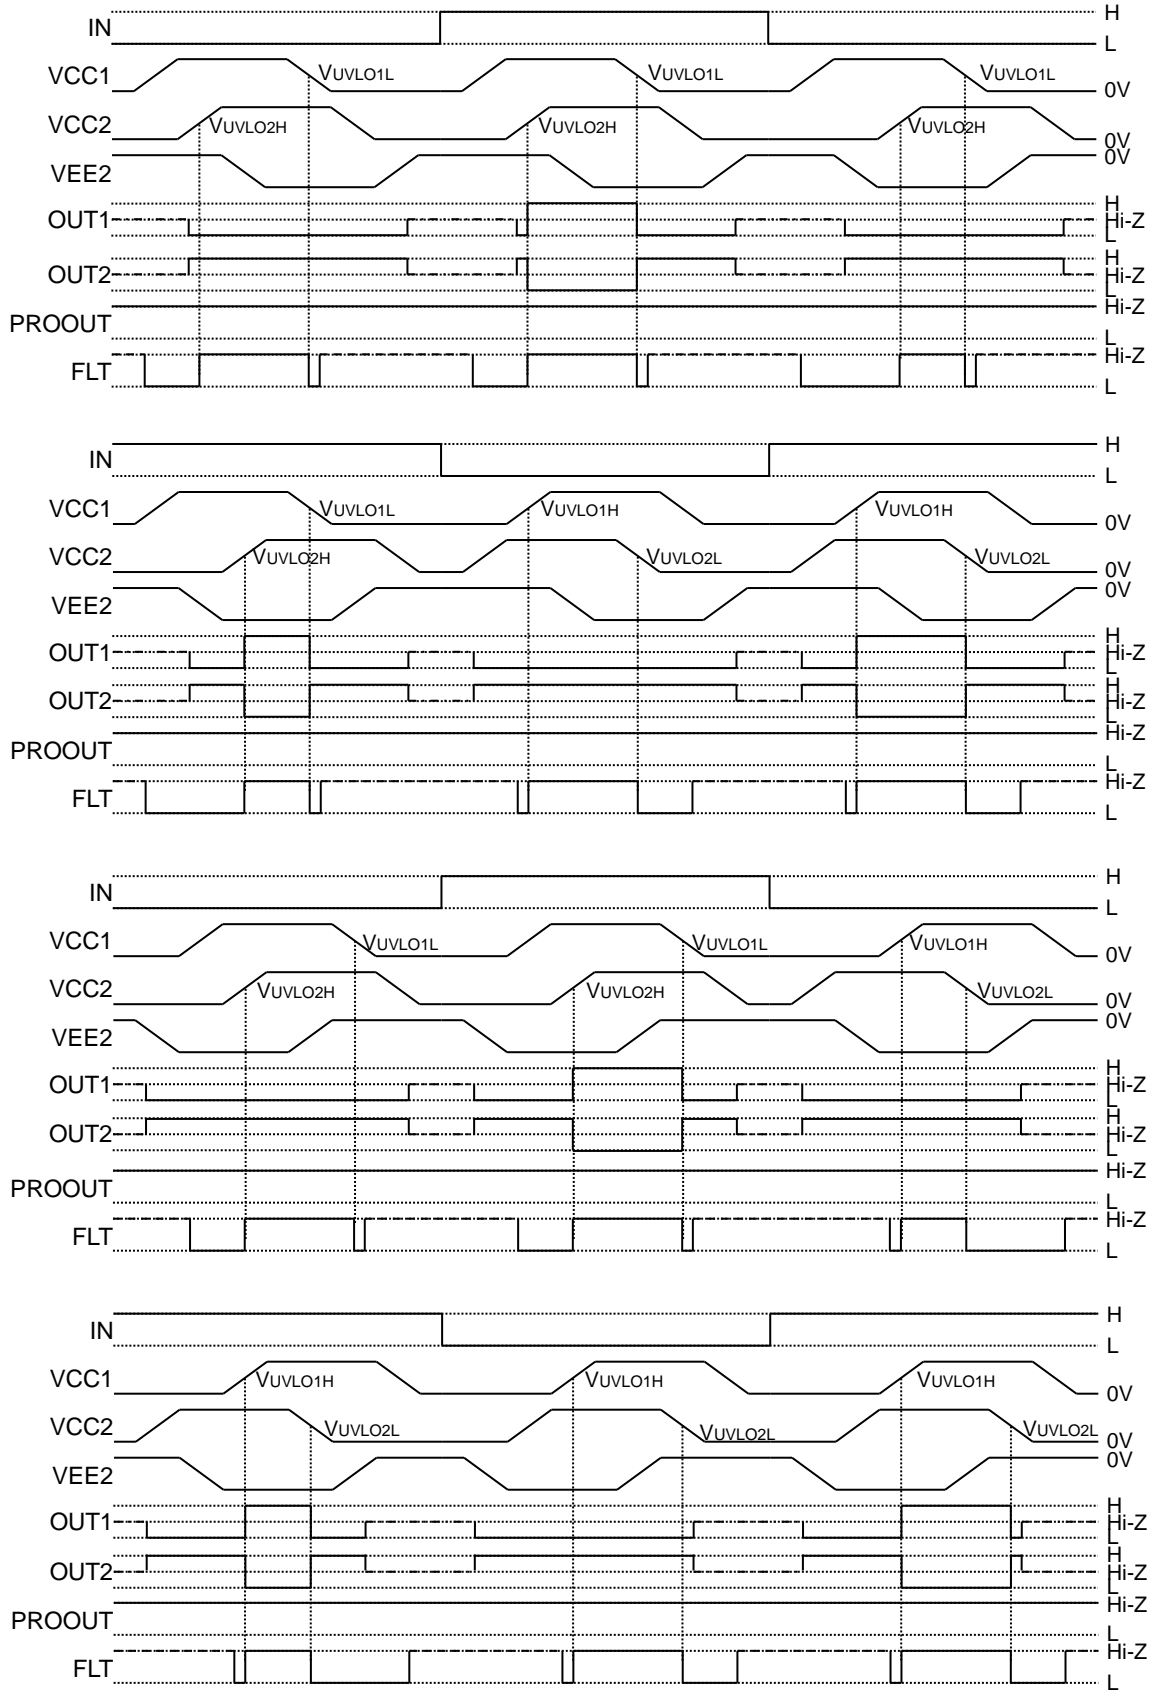 IN H
L
VCC1 VUVLO1L VUVLO1L VUVLO1L 0V
VCC2 VUVLO2H VUVLO2H VUVLO2H 0V
VEE2 0V
OUT1 H
Hi-Z
L
OUT2 H
Hi-Z
L
PROOUT Hi-Z
L
FLT Hi-Z
L
IN H
L
VCC1 VUVLO1L VUVLO1H VUVLO1H 0V
VCC2 VUVLO2H VUVLO2L VUVLO2L 0V
VEE2 0V
OUT1 H
Hi-Z
L
OUT2 H
Hi-Z
L
PROOUT Hi-Z
L
FLT Hi-Z
L
IN H
L
VCC1 VUVLO1L VUVLO1L VUVLO1H 0V
VCC2 VUVLO2H VUVLO2H VUVLO2L 0V
VEE2 0V
OUT1 H
Hi-Z
L
OUT2 H
Hi-Z
L
PROOUT Hi-Z
L
FLT Hi-Z
L
IN H
L
VCC1 VUVLO1H VUVLO1H VUVLO1H 0V
VCC2 VUVLO2L VUVLO2L VUVLO2L 0V
VEE2 0V
OUT1 H
Hi-Z
L
OUT2 H
Hi-Z
L
PROOUT Hi-Z
L
FLT Hi-Z
L